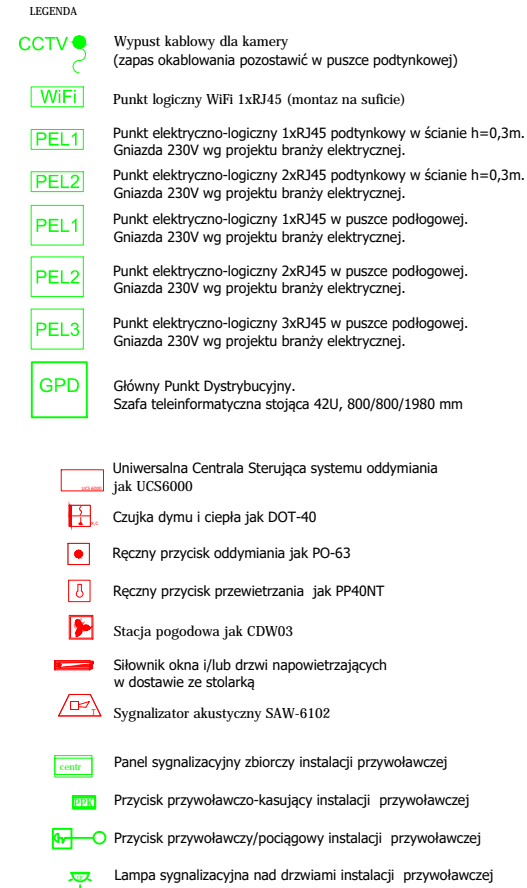 LEGENDA
CCTV
Wypust kablowy dla kamery
(zapas okablowania pozostawić w puszce podtynkowej)
WiFi
Punkt logiczny WiFi 1xRJ45 (montaz na suficie)
PEL1
Punkt elektryczno-logiczny 1xRJ45 podtynkowy w ścianie h=0,3m.
Gniazda 230V wg projektu branży elektrycznej.
PEL2
Punkt elektryczno-logiczny 2xRJ45 podtynkowy w ścianie h=0,3m.
Gniazda 230V wg projektu branży elektrycznej.
PEL1
Punkt elektryczno-logiczny 1xRJ45 w puszce podłogowej.
Gniazda 230V wg projektu branży elektrycznej.
PEL2
Punkt elektryczno-logiczny 2xRJ45 w puszce podłogowej.
Gniazda 230V wg projektu branży elektrycznej.
PEL3
Punkt elektryczno-logiczny 3xRJ45 w puszce podłogowej.
Gniazda 230V wg projektu branży elektrycznej.
GPD
Główny Punkt Dystrybucyjny.
Szafa teleinformatyczna stojąca 42U, 800/800/1980 mm
Uniwersalna Centrala Sterująca systemu oddymiania
jak UCS6000
UCS 6000
Czujka dymu i ciepła jak DOT-40
Ręczny przycisk oddymiania jak PO-63
Ręczny przycisk przewietrzania jak PP40NT
Stacja pogodowa jak CDW03
Siłownik okna i/lub drzwi napowietrzających
w dostawie ze stolarką
T
Sygnalizator akustyczny SAW-6102
centr
Panel sygnalizacyjny zbiorczy instalacji przywoławczej
PPK
Przycisk przywoławczo-kasujący instalacji przywoławczej
Przycisk przywoławczy/pociągowy instalacji przywoławczej
Lampa sygnalizacyjna nad drzwiami instalacji przywoławczej